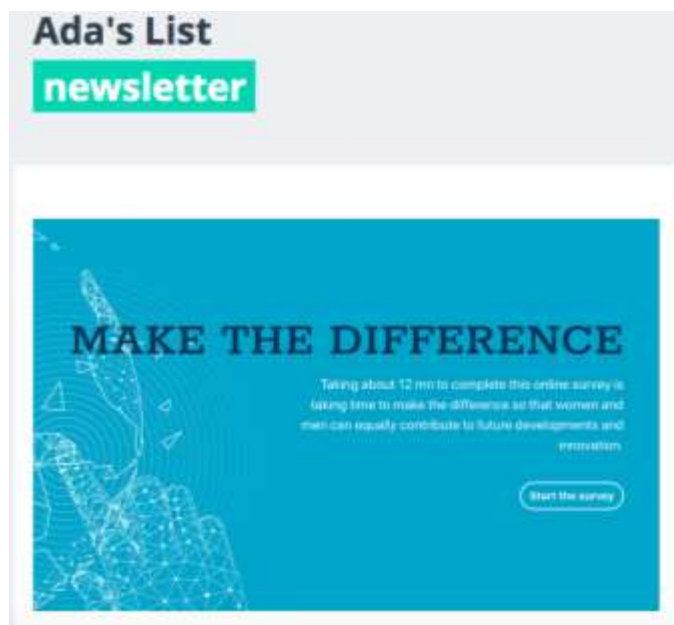 Ada's List
newsletter
MAKE THE DIFFERENCE
Taking about 12 mn to complete this online survey is
taking time to make the difference so that women and
men can equally contribute to future developments and
innovation.
Start the survey